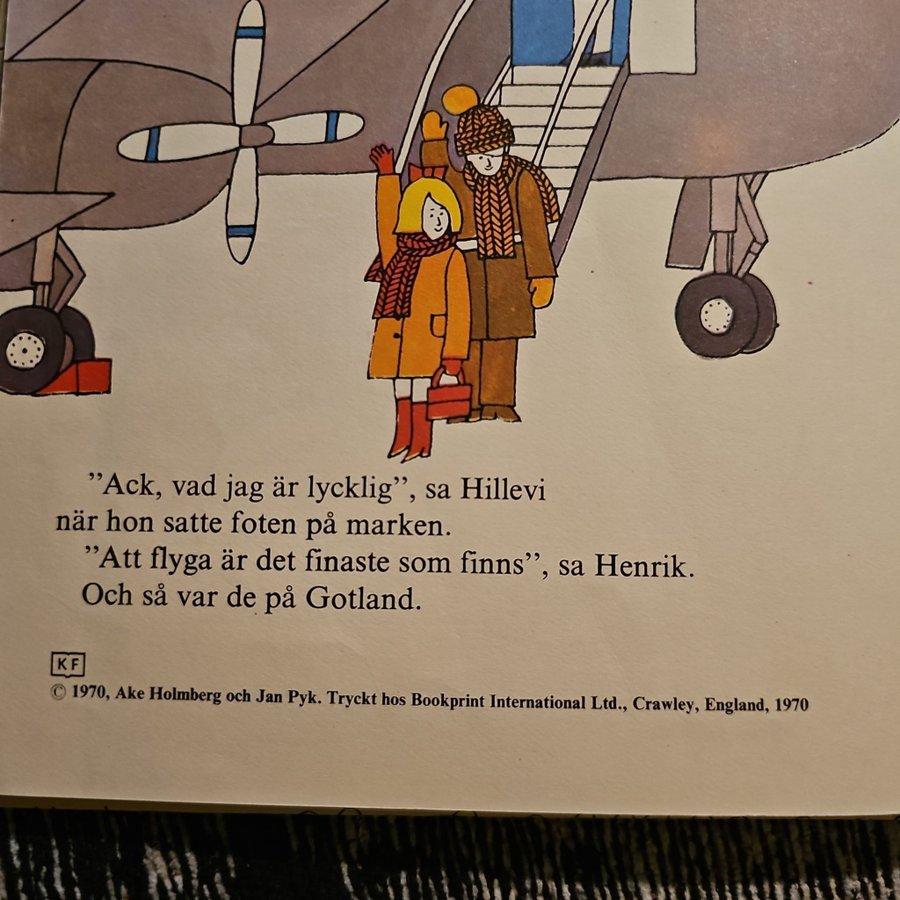 ”Ack, vad jag är lycklig”, sa Hillevi
när hon satte foten på marken.
”Att flyga är det finaste som finns”, sa Henrik.
Och så var de på Gotland.
KF
© 1970, Ake Holmberg och Jan Pyk. Tryckt hos Bookprint International Ltd., Crawley, England, 1970